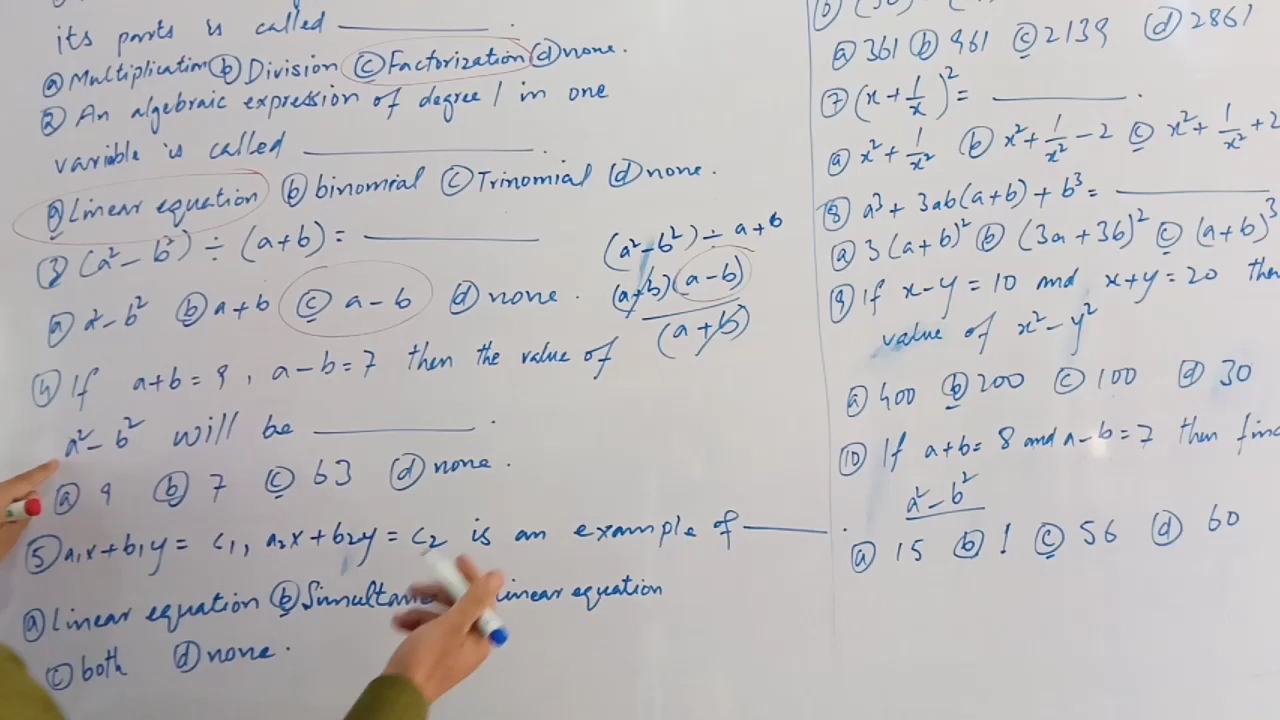 its parts is called ________.
ⓐ Multiplication ⓑ Division ⓒ Factorization ⓓ none.
② An algebraic expression of degree 1 in one
variable is called ________.
ⓐ Linear equation ⓑ binomial ⓒ Trinomial ⓓ none.
③ (a² - b²) ÷ (a+b) = ________
ⓐ a² - b² ⓑ a+b ⓒ a-b ⓓ none.
(a² - b²) ÷ a+b
(a+b)(a-b)
(a+b)
④ If a+b = 9, a-b = 7 then the value of
a² - b² will be ________.
ⓐ 9 ⓑ 7 ⓒ 63 ⓓ none.
⑤ a₁x + b₁y = c₁, a₂x + b₂y = c₂ is an example of ________.
ⓐ Linear equation ⓑ linear equation
ⓒ both ⓓ none.
ⓐ 361 ⓑ 961 ⓒ 2139 ⓓ 2861
⑦ (x + 1/x)² = ________.
ⓐ x² + 1/x² ⓑ x² + 1/x² - 2 ⓒ x² + 1/x² + 2
⑧ a³ + 3ab(a+b) + b³ = ________
ⓐ 3(a+b)² ⓑ (3a+3b)² ⓒ (a+b)³
⑨ If x-y = 10 and x+y = 20 then
value of x² - y²
ⓐ 400 ⓑ 200 ⓒ 100 ⓓ 30
⑩ If a+b = 8 and a-b = 7 then find
a² - b²
ⓐ 15 ⓑ 1 ⓒ 56 ⓓ 60